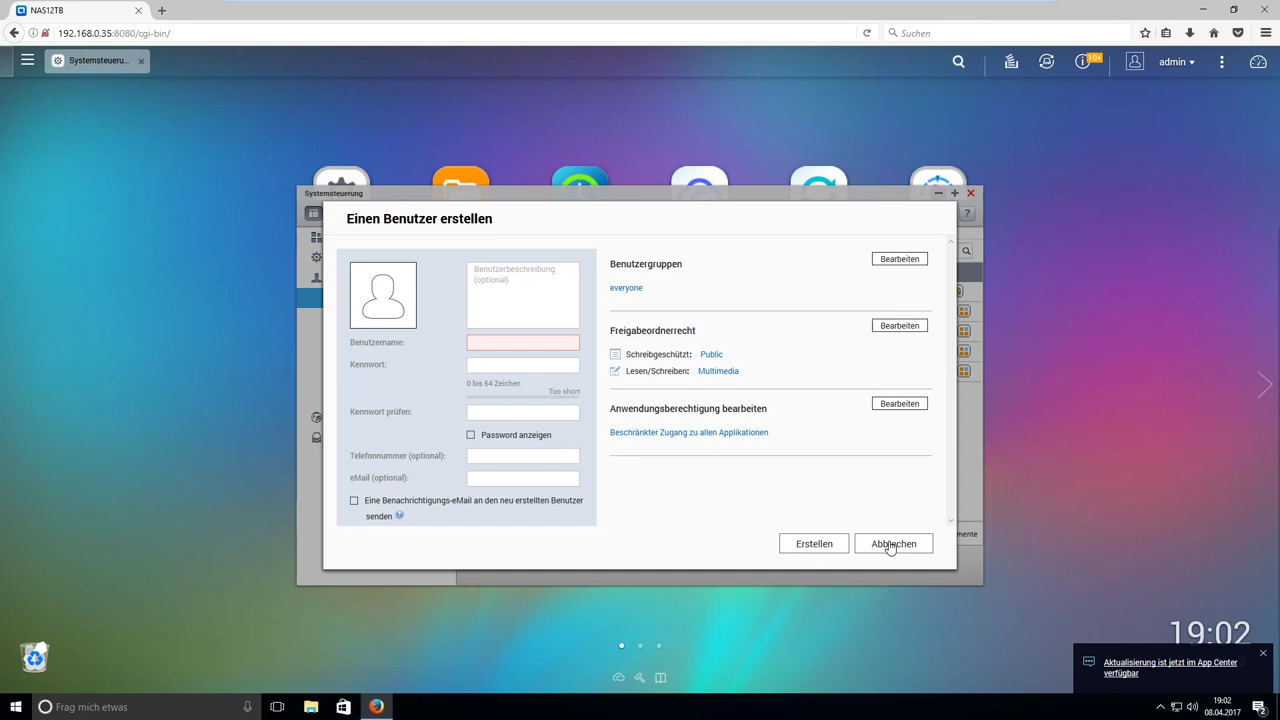 NAS12TB
192.168.0.35:8080/cgi-bin/
Suchen
Systemsteueru...
10+
admin
Systemsteuerung
Einen Benutzer erstellen
Benutzerbeschreibung
(optional)
Benutzername:
Kennwort:
0 bis 64 Zeichen
Too short
Kennwort prüfen:
Password anzeigen
Telefonnummer (optional):
eMail (optional):
Eine Benachrichtigungs-eMail an den neu erstellten Benutzer
senden
Benutzergruppen
Bearbeiten
everyone
Freigabeordnerrecht
Bearbeiten
Schreibgeschützt: Public
Lesen/Schreiben: Multimedia
Anwendungsberechtigung bearbeiten
Bearbeiten
Beschränkter Zugang zu allen Applikationen
mente
Erstellen
Abbrechen
19:02
Aktualisierung ist jetzt im App Center
verfügbar
Frag mich etwas
19:02
08.04.2017
2